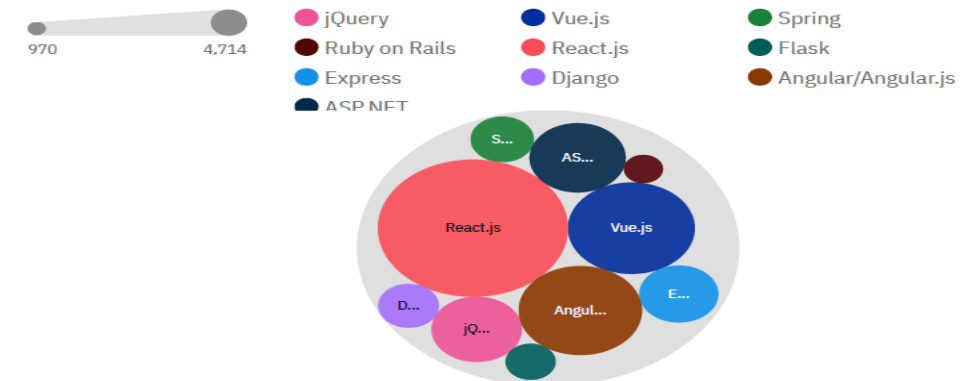 970 4,714
jQuery Vue.js Spring
Ruby on Rails React.js Flask
Express Django Angular/Angular.js
ASP.NET
S...
AS...
React.js Vue.js
E...
D... Angul...
jQ...